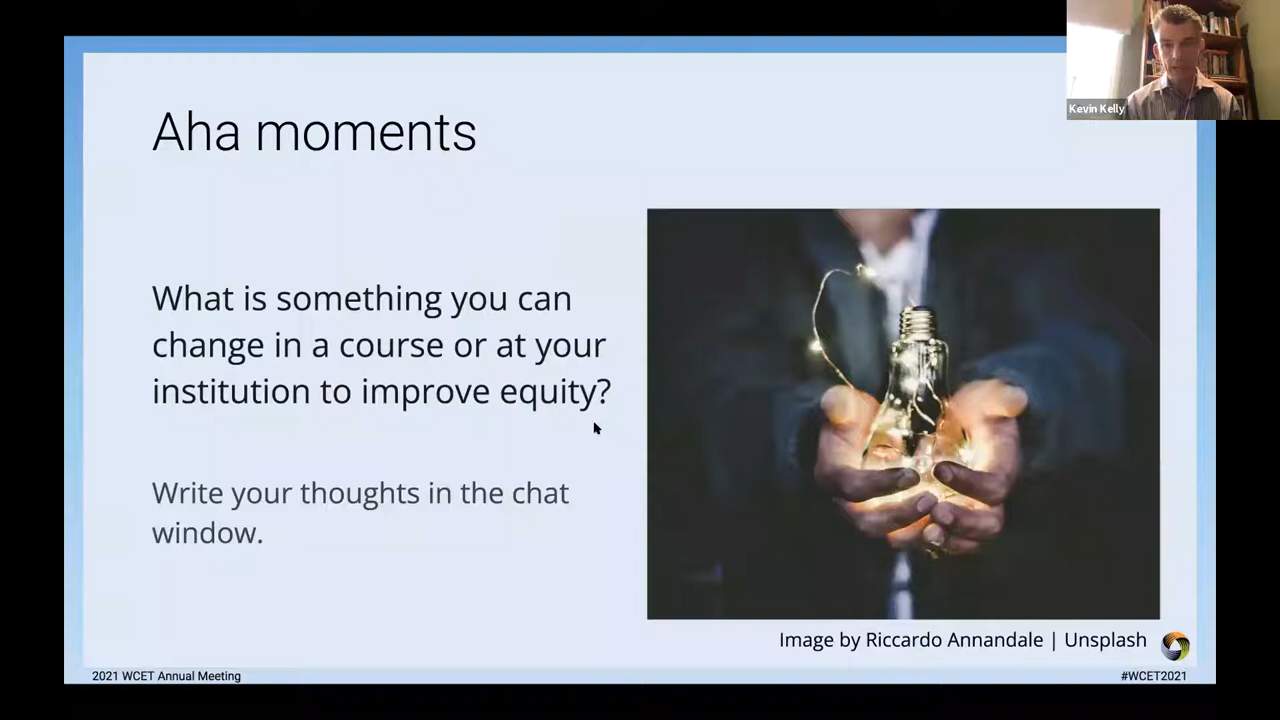 Kevin Kelly
Aha moments
What is something you can
change in a course or at your
institution to improve equity?
Write your thoughts in the chat
window.
Image by Riccardo Annandale | Unsplash
2021 WCET Annual Meeting
#WCET2021